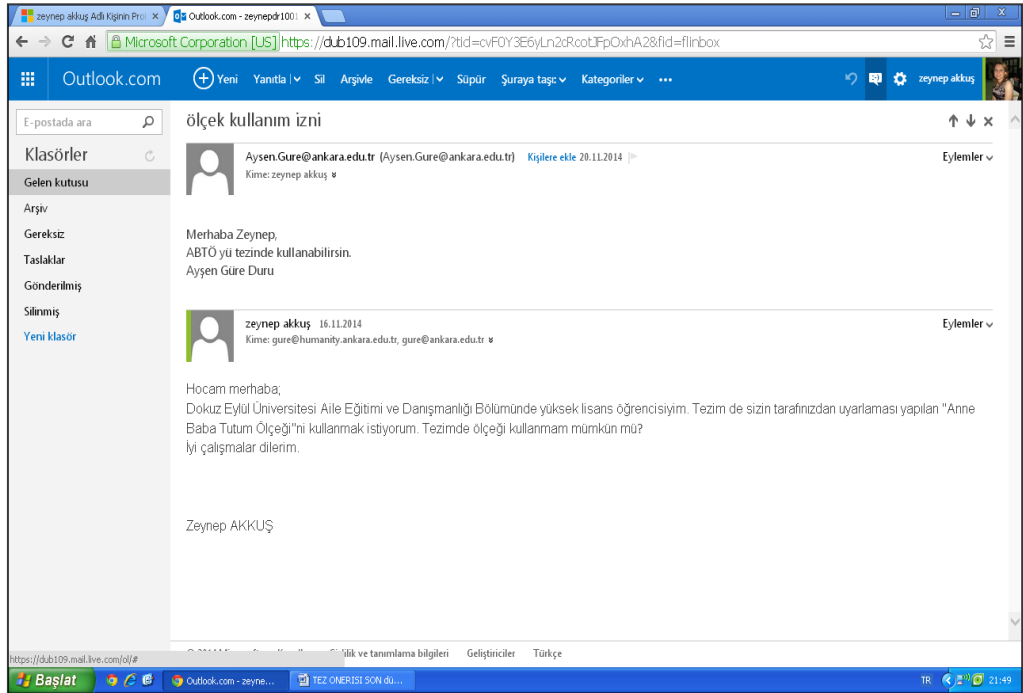 zeynep akkuş Adlı Kişinin Pro
Outlook.com - zeynepdr1001
Microsoft Corporation [US] https://dub109.mail.live.com/?tid=cvF0Y3E6yLn2cRcotJFpOxhA2&fid=flinbox
Outlook.com
Yeni Yanıtla Sil Arşivle Gereksiz Süpür Şuraya taşı: Kategoriler
zeynep akkuş
E-postada ara
Klasörler
Gelen kutusu
Arşiv
Gereksiz
Taslaklar
Gönderilmiş
Silinmiş
Yeni klasör
ölçek kullanım izni
Aysen.Gure@ankara.edu.tr (Aysen.Gure@ankara.edu.tr) Kişilere ekle 20.11.2014
Eylemler
Kime: zeynep akkuş
Merhaba Zeynep,
ABTÖ yü tezinde kullanabilirsin.
Ayşen Güre Duru
zeynep akkuş 16.11.2014
Eylemler
Kime: gure@humanity.ankara.edu.tr, gure@ankara.edu.tr
Hocam merhaba;
Dokuz Eylül Üniversitesi Aile Eğitimi ve Danışmanlığı Bölümünde yüksek lisans öğrencisiyim. Tezim de sizin tarafınızdan uyarlaması yapılan "Anne
Baba Tutum Ölçeği"ni kullanmak istiyorum. Tezimde ölçeği kullanmam mümkün mü?
İyi çalışmalar dilerim.
Zeynep AKKUŞ
ve tanımlama bilgileri Geliştiriciler Türkçe
https://dub109.mail.live.com/ol/#
Başlat
Outlook.com - zeyne...
TEZ ONERISI SON dü...
TR
21:49